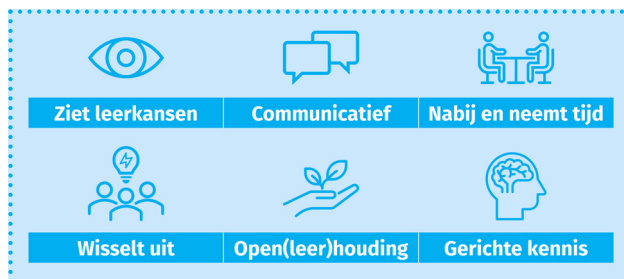 Ziet leerkansen
Communicatief
Nabij en neemt tijd
Wisselt uit
Open(leer)houding
Gerichte kennis